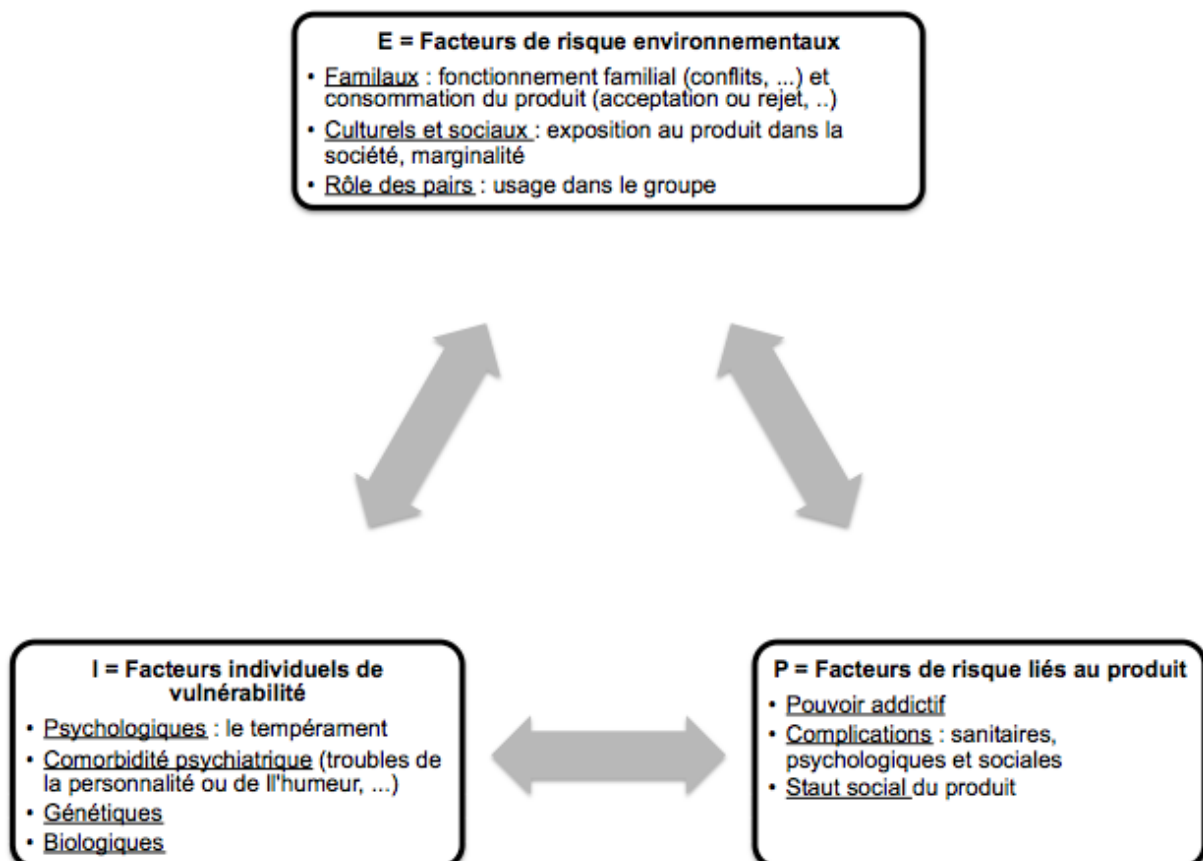 E = Facteurs de risque environnementaux
• Familaux : fonctionnement familial (conflits, ...) et
consommation du produit (acceptation ou rejet, ..)
• Culturels et sociaux : exposition au produit dans la
société, marginalité
• Rôle des pairs : usage dans le groupe
I = Facteurs individuels de
vulnérabilité
• Psychologiques : le tempérament
• Comorbidité psychiatrique (troubles de
la personnalité ou de ll'humeur, ...)
• Génétiques
• Biologiques
P = Facteurs de risque liés au produit
• Pouvoir addictif
• Complications : sanitaires,
psychologiques et sociales
• Staut social du produit